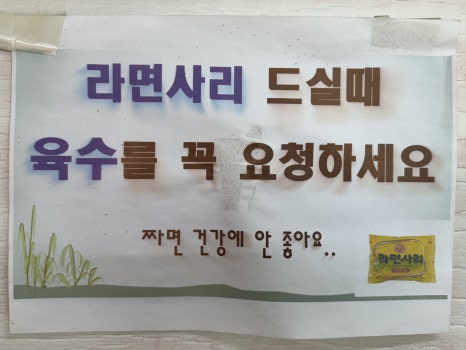 라면사리 드실때
육수를 꼭 요청하세요
짜면 건강에 안 좋아요..
라면사리